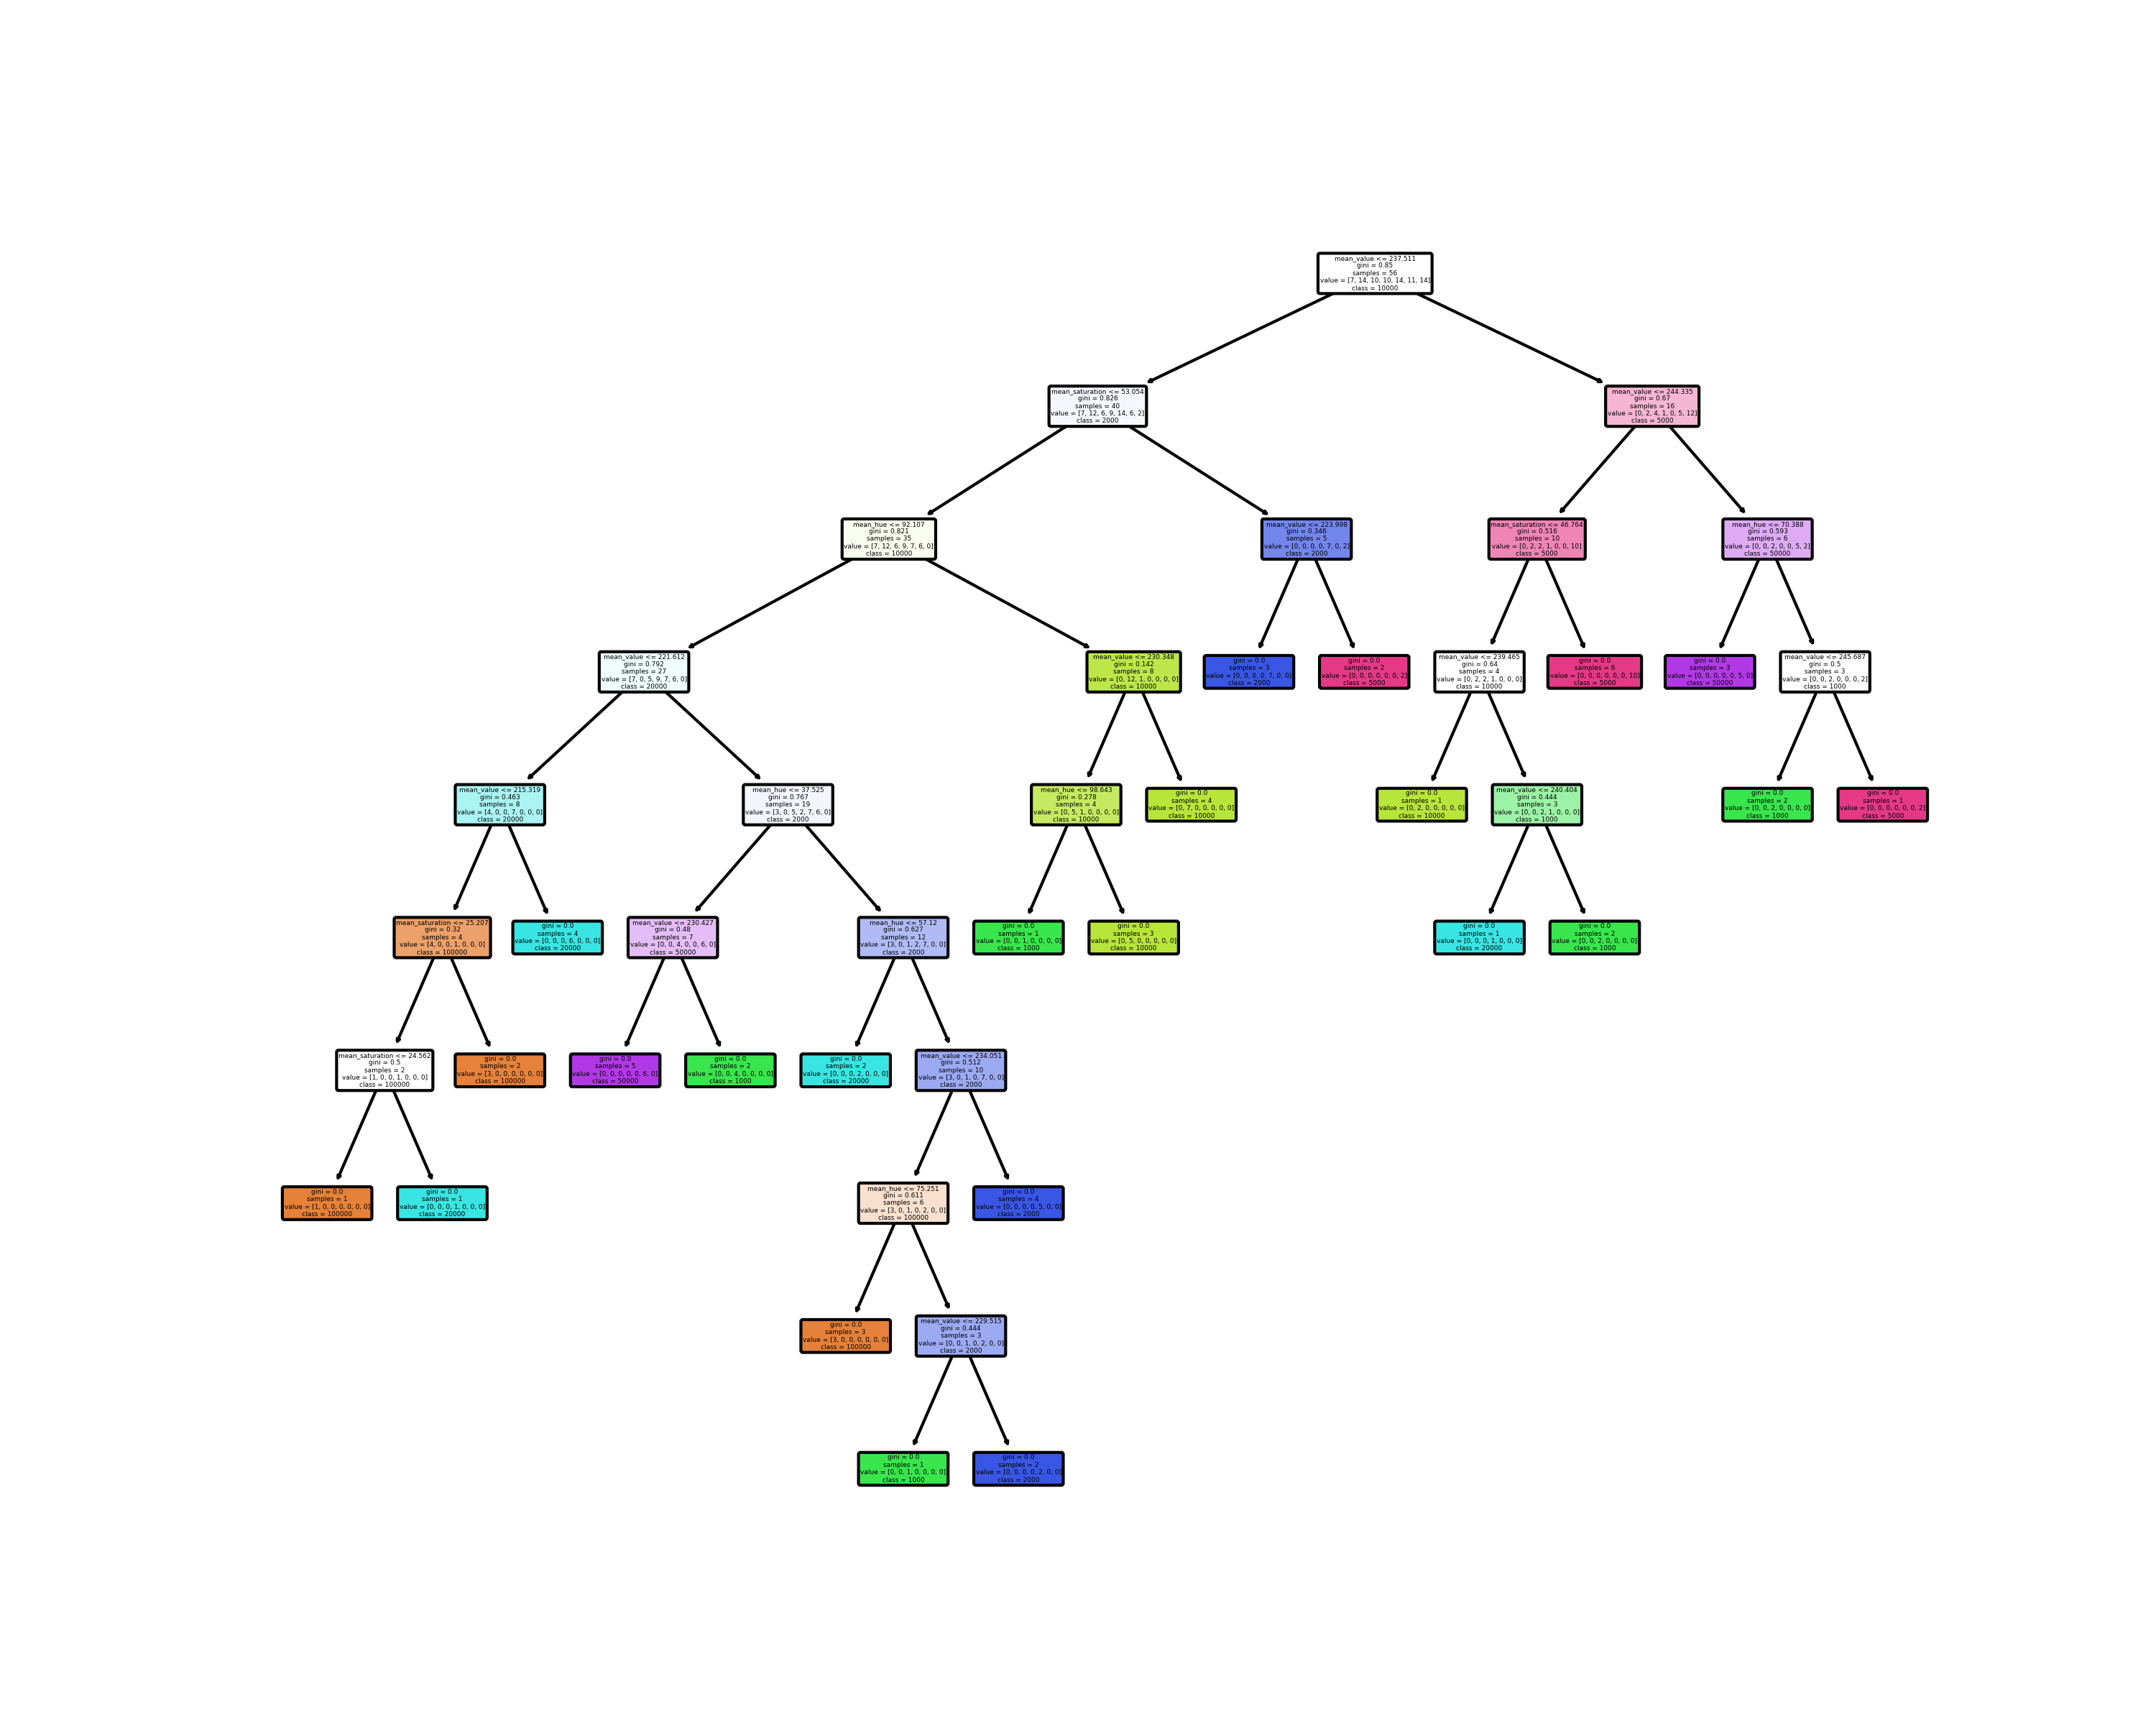 mean_value <= 237.511
gini = 0.85
samples = 56
value = [7, 14, 10, 10, 14, 11, 14]
class = 10000
mean_saturation <= 53.054
gini = 0.826
samples = 40
value = [7, 12, 6, 9, 14, 6, 2]
class = 2000
mean_value <= 244.335
gini = 0.67
samples = 16
value = [0, 2, 4, 1, 0, 5, 12]
class = 5000
mean_hue <= 92.107
gini = 0.821
samples = 35
value = [7, 12, 6, 9, 7, 6, 0]
class = 10000
mean_value <= 223.998
gini = 0.346
samples = 5
value = [0, 0, 0, 0, 7, 0, 2]
class = 2000
mean_saturation <= 46.764
gini = 0.516
samples = 10
value = [0, 2, 2, 1, 0, 0, 10]
class = 5000
mean_hue <= 70.388
gini = 0.593
samples = 6
value = [0, 0, 2, 0, 0, 5, 2]
class = 50000
mean_value <= 221.612
gini = 0.792
samples = 27
value = [7, 0, 5, 9, 7, 6, 0]
class = 20000
mean_value <= 230.348
gini = 0.142
samples = 8
value = [0, 12, 1, 0, 0, 0, 0]
class = 10000
gini = 0.0
samples = 3
value = [0, 0, 0, 0, 7, 0, 0]
class = 2000
gini = 0.0
samples = 2
value = [0, 0, 0, 0, 0, 0, 2]
class = 5000
mean_value <= 239.465
gini = 0.64
samples = 4
value = [0, 2, 2, 1, 0, 0, 0]
class = 10000
gini = 0.0
samples = 6
value = [0, 0, 0, 0, 0, 0, 10]
class = 5000
gini = 0.0
samples = 3
value = [0, 0, 0, 0, 0, 5, 0]
class = 50000
mean_value <= 245.687
gini = 0.5
samples = 3
value = [0, 0, 2, 0, 0, 0, 2]
class = 1000
mean_value <= 215.319
gini = 0.463
samples = 8
value = [4, 0, 0, 7, 0, 0, 0]
class = 20000
mean_hue <= 37.525
gini = 0.767
samples = 19
value = [3, 0, 5, 2, 7, 6, 0]
class = 2000
mean_hue <= 98.643
gini = 0.278
samples = 4
value = [0, 5, 1, 0, 0, 0, 0]
class = 10000
gini = 0.0
samples = 4
value = [0, 7, 0, 0, 0, 0, 0]
class = 10000
gini = 0.0
samples = 1
value = [0, 2, 0, 0, 0, 0, 0]
class = 10000
mean_value <= 240.404
gini = 0.444
samples = 3
value = [0, 0, 2, 1, 0, 0, 0]
class = 1000
gini = 0.0
samples = 2
value = [0, 0, 2, 0, 0, 0, 0]
class = 1000
gini = 0.0
samples = 1
value = [0, 0, 0, 0, 0, 0, 2]
class = 5000
mean_saturation <= 25.207
gini = 0.32
samples = 4
value = [4, 0, 0, 1, 0, 0, 0]
class = 100000
gini = 0.0
samples = 4
value = [0, 0, 0, 6, 0, 0, 0]
class = 20000
mean_value <= 230.427
gini = 0.48
samples = 7
value = [0, 0, 4, 0, 0, 6, 0]
class = 50000
mean_hue <= 57.12
gini = 0.627
samples = 12
value = [3, 0, 1, 2, 7, 0, 0]
class = 2000
gini = 0.0
samples = 1
value = [0, 0, 1, 0, 0, 0, 0]
class = 1000
gini = 0.0
samples = 3
value = [0, 5, 0, 0, 0, 0, 0]
class = 10000
gini = 0.0
samples = 1
value = [0, 0, 0, 1, 0, 0, 0]
class = 20000
gini = 0.0
samples = 2
value = [0, 0, 2, 0, 0, 0, 0]
class = 1000
mean_saturation <= 24.562
gini = 0.5
samples = 2
value = [1, 0, 0, 1, 0, 0, 0]
class = 100000
gini = 0.0
samples = 2
value = [3, 0, 0, 0, 0, 0, 0]
class = 100000
gini = 0.0
samples = 5
value = [0, 0, 0, 0, 0, 6, 0]
class = 50000
gini = 0.0
samples = 2
value = [0, 0, 4, 0, 0, 0, 0]
class = 1000
gini = 0.0
samples = 2
value = [0, 0, 0, 2, 0, 0, 0]
class = 20000
mean_value <= 234.051
gini = 0.512
samples = 10
value = [3, 0, 1, 0, 7, 0, 0]
class = 2000
gini = 0.0
samples = 1
value = [1, 0, 0, 0, 0, 0, 0]
class = 100000
gini = 0.0
samples = 1
value = [0, 0, 0, 1, 0, 0, 0]
class = 20000
mean_hue <= 75.251
gini = 0.611
samples = 6
value = [3, 0, 1, 0, 2, 0, 0]
class = 100000
gini = 0.0
samples = 4
value = [0, 0, 0, 0, 5, 0, 0]
class = 2000
gini = 0.0
samples = 3
value = [3, 0, 0, 0, 0, 0, 0]
class = 100000
mean_value <= 229.515
gini = 0.444
samples = 3
value = [0, 0, 1, 0, 2, 0, 0]
class = 2000
gini = 0.0
samples = 1
value = [0, 0, 1, 0, 0, 0, 0]
class = 1000
gini = 0.0
samples = 2
value = [0, 0, 0, 0, 2, 0, 0]
class = 2000